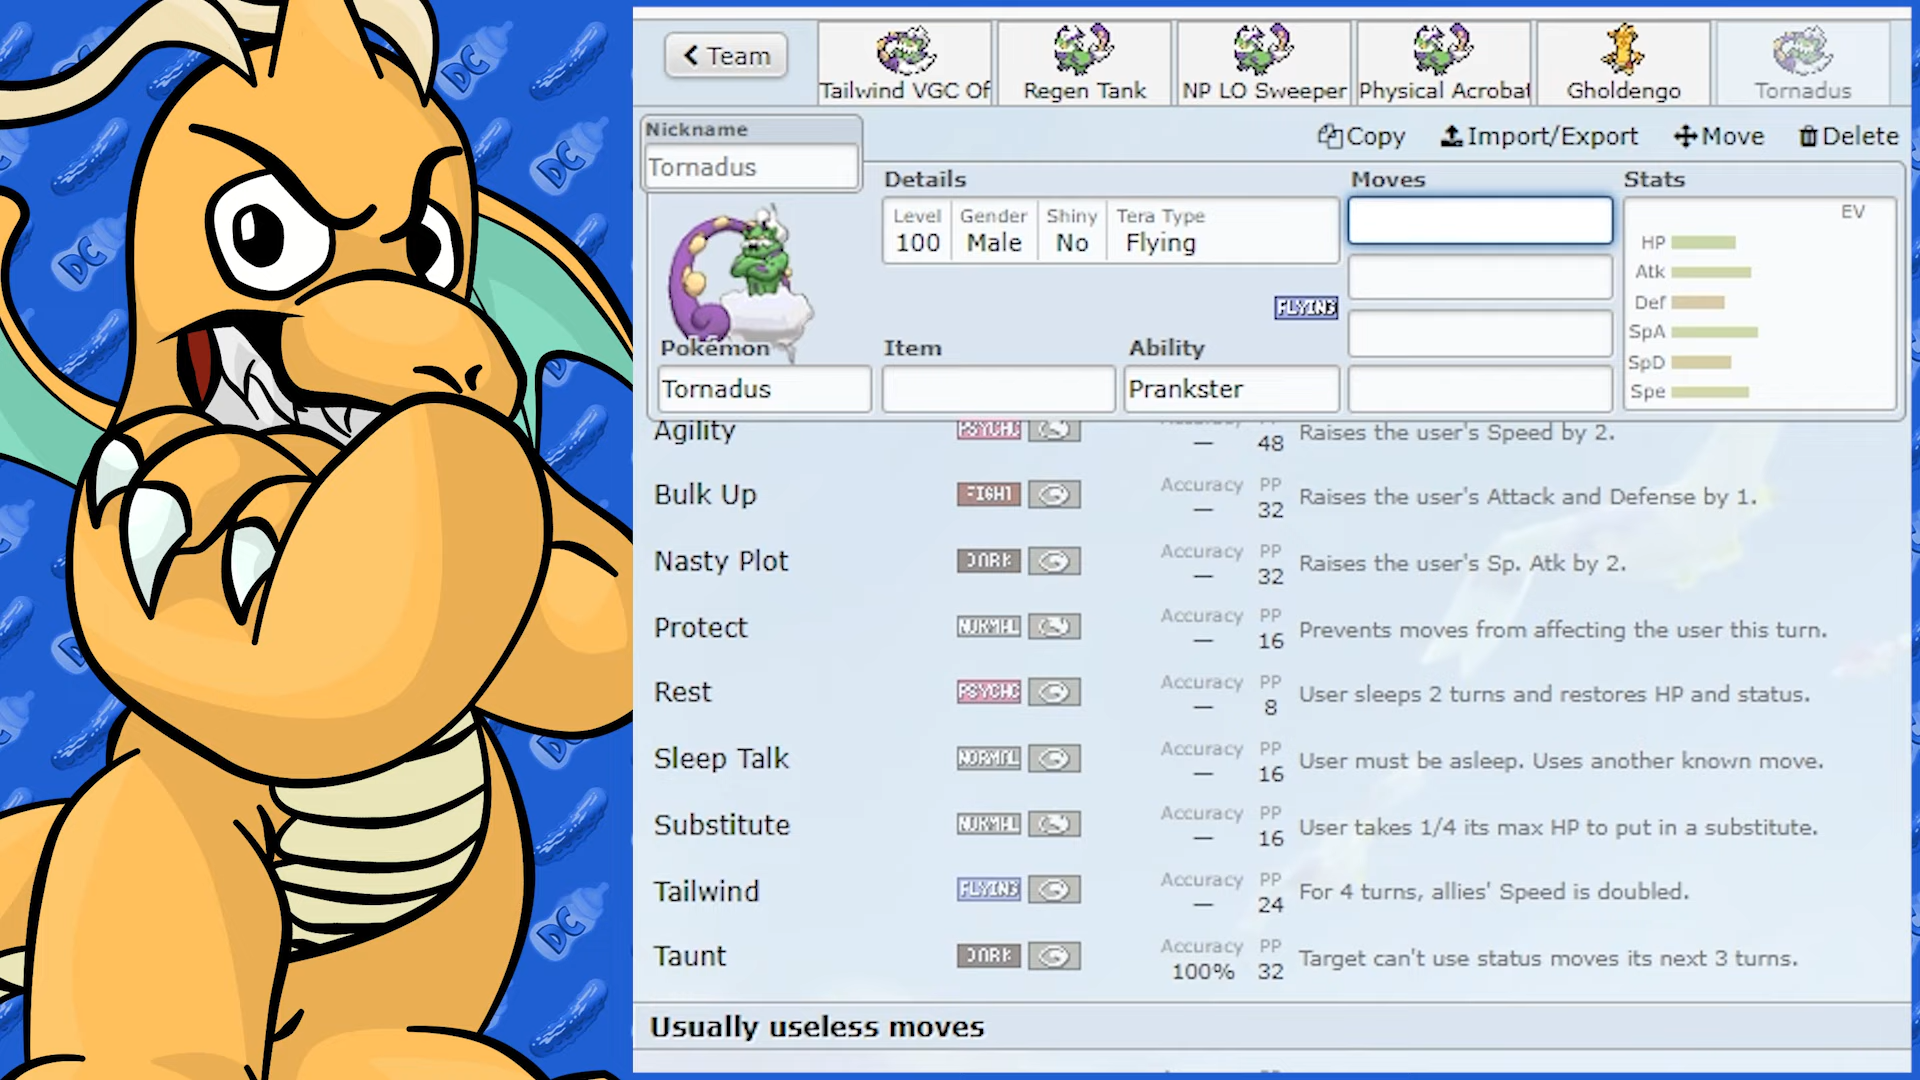 Team
Tailwind VGC Of
Regen Tank
NP LO Sweeper
Physical Acrobat
Gholdengo
Tornadus
Copy
Import/Export
Move
Delete
Nickname
Tornadus
Details
Moves
Stats
Level
100
Gender
Male
Shiny
No
Tera Type
Flying
EV
HP
Atk
Def
SpA
SpD
Spe
FLYING
Pokémon
Item
Ability
Tornadus
Prankster
Agility PSYCHC — 48 Raises the user's Speed by 2.
Accuracy PP
Bulk Up FIGHT — 32 Raises the user's Attack and Defense by 1.
Accuracy PP
Nasty Plot DARK — 32 Raises the user's Sp. Atk by 2.
Accuracy PP
Protect NORMAL — 16 Prevents moves from affecting the user this turn.
Accuracy PP
Rest PSYCHC — 8 User sleeps 2 turns and restores HP and status.
Accuracy PP
Sleep Talk NORMAL — 16 User must be asleep. Uses another known move.
Accuracy PP
Substitute NORMAL — 16 User takes 1/4 its max HP to put in a substitute.
Accuracy PP
Tailwind FLYING — 24 For 4 turns, allies' Speed is doubled.
Accuracy PP
Taunt DARK 100% 32 Target can't use status moves its next 3 turns.
Usually useless moves
DC
DC
DC
DC